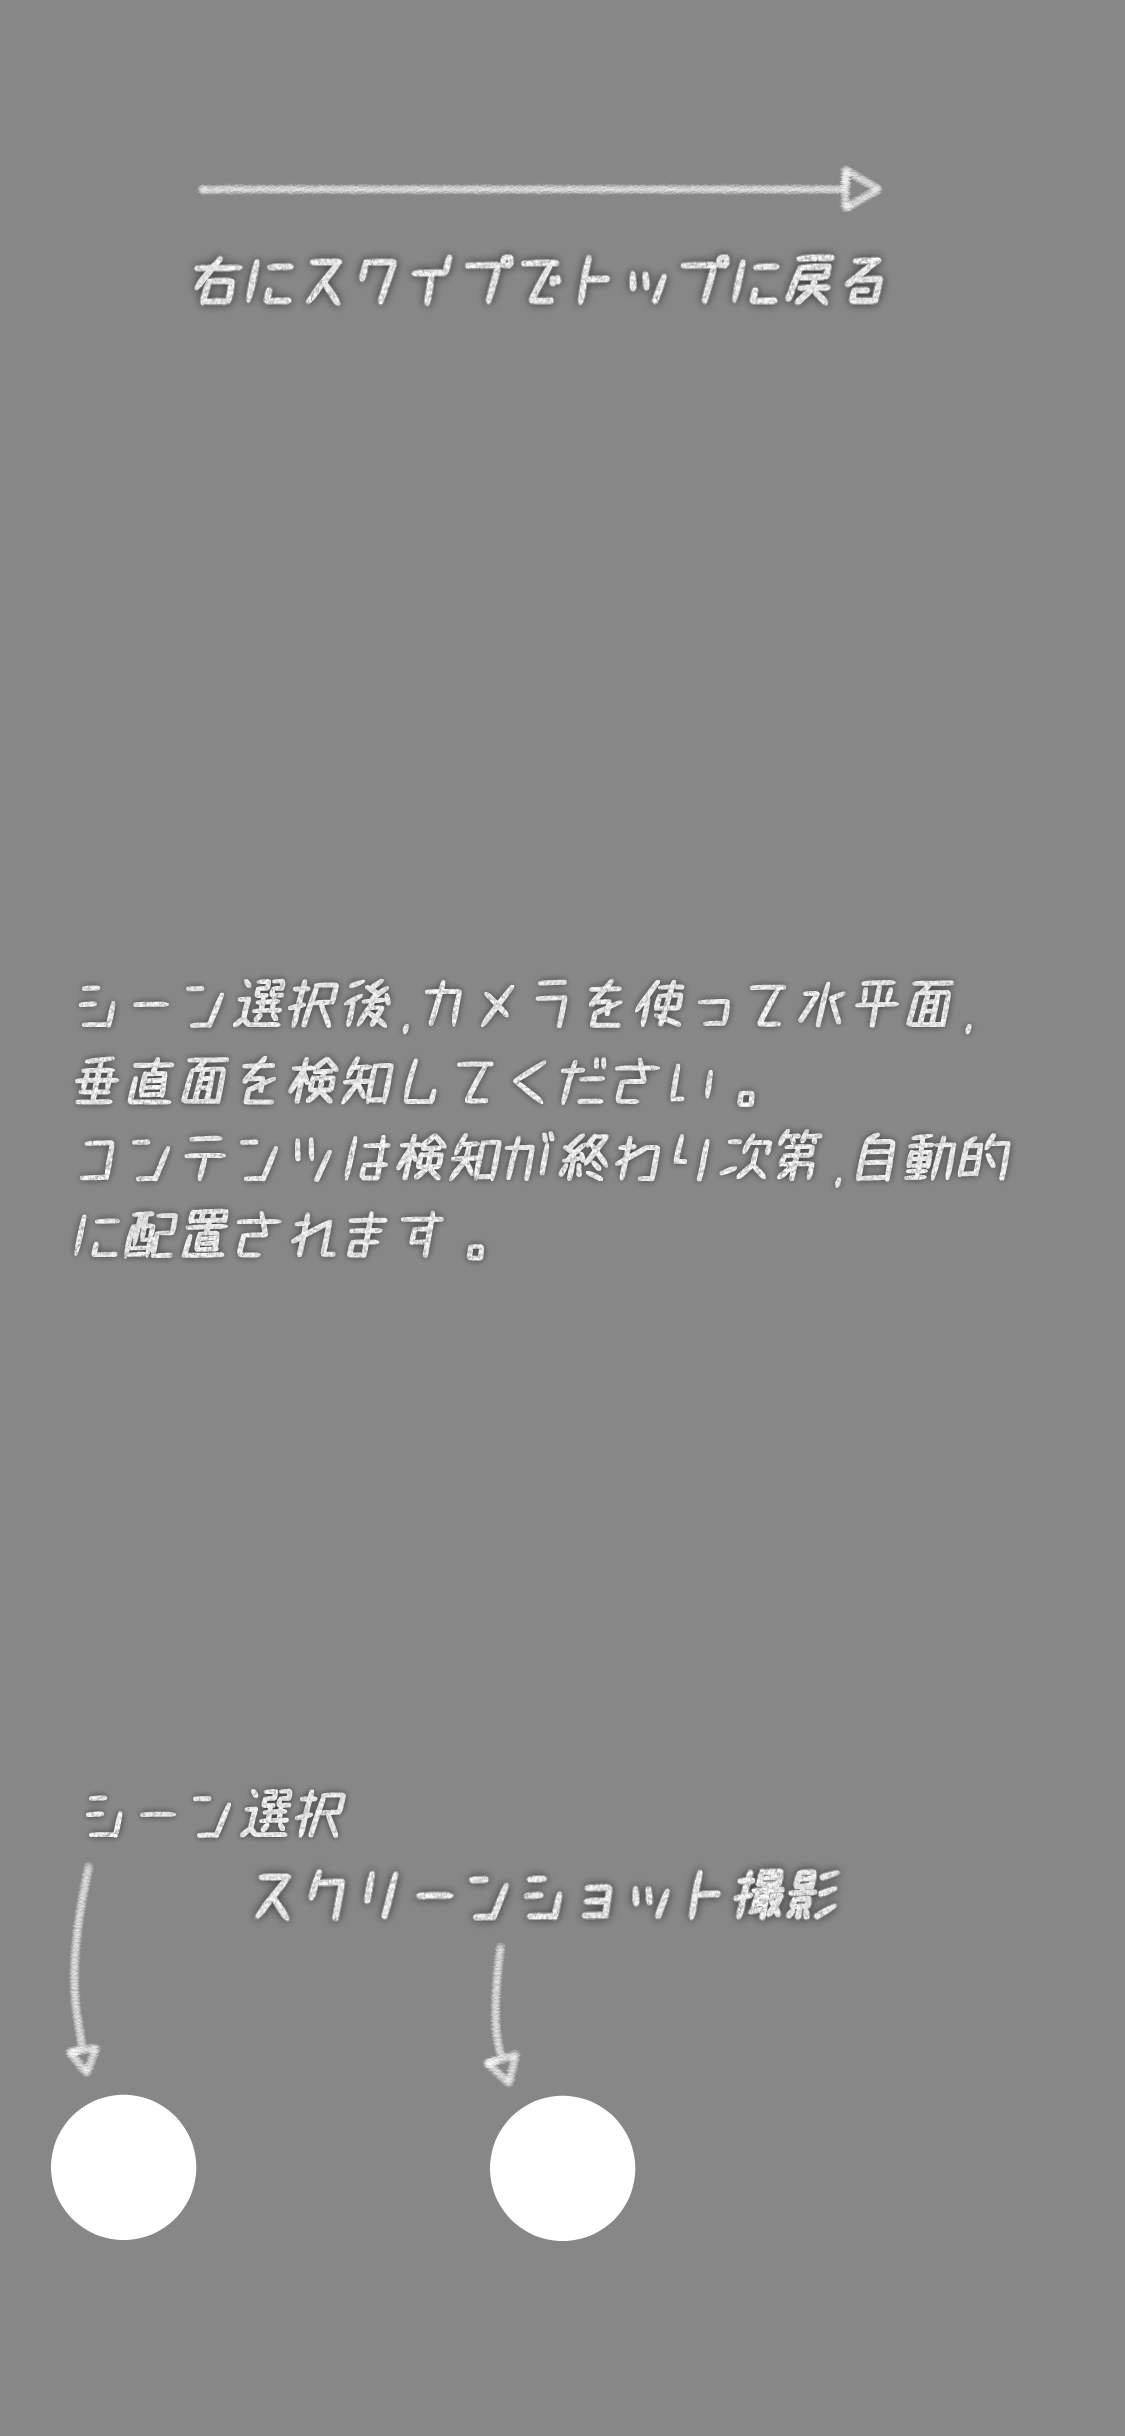 右にスワイプでトップに戻る
シーン選択後,カメラを使って水平面,
垂直面を検知してください。
コンテンツは検知が終わり次第,自動的
に配置されます。
シーン選択
スクリーンショット撮影